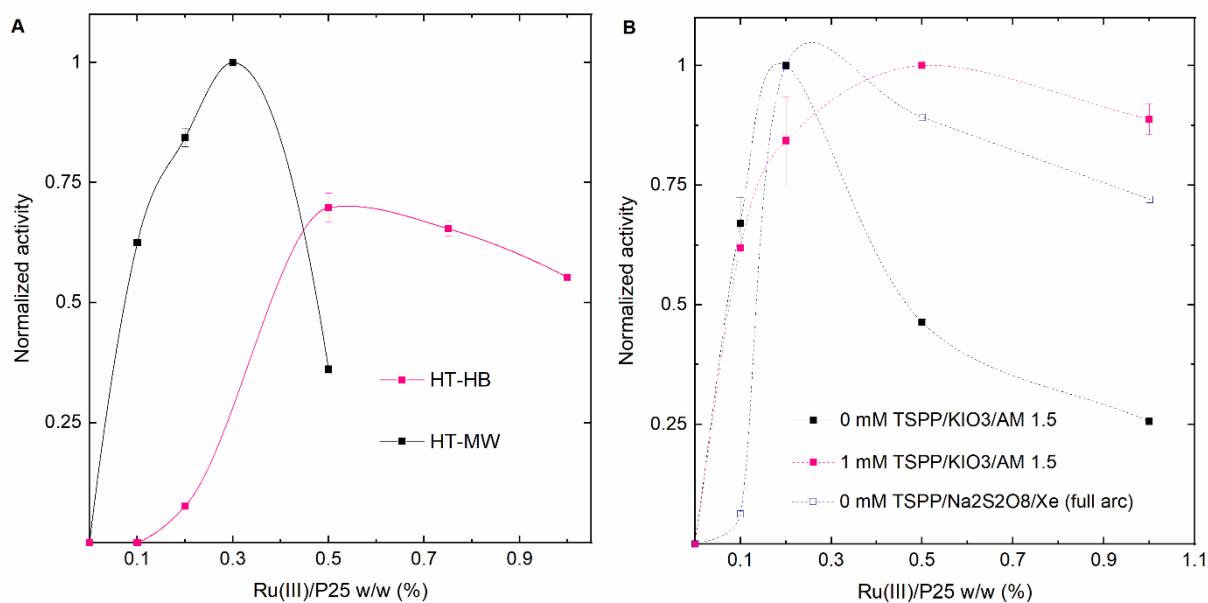 A
Normalized activity
1
0.75
0.5
0.25
HT-HB
HT-MW
0.1 0.3 0.5 0.7 0.9
Ru(III)/P25 w/w (%)
B
Normalized activity
1
0.75
0.5
0.25
0 mM TSPP/KIO3/AM 1.5
1 mM TSPP/KIO3/AM 1.5
0 mM TSPP/Na2S2O8/Xe (full arc)
0.1 0.3 0.5 0.7 0.9 1.1
Ru(III)/P25 w/w (%)